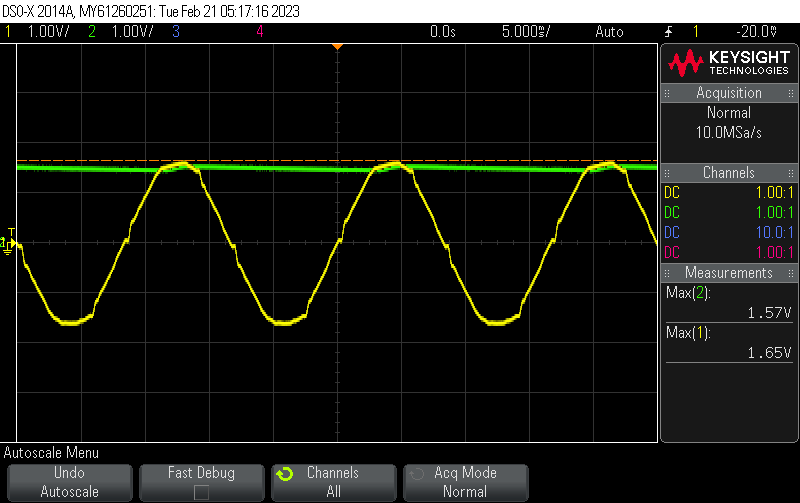 DSO-X 2014A, MY61260251: Tue Feb 21 05:17:16 2023
1 1.00V/ 2 1.00V/ 3 4 0.0s 5.000s/ Auto 1 -20.0V
KEYSIGHT
TECHNOLOGIES
Acquisition
Normal
10.0MSa/s
Channels
DC 1.00:1
DC 1.00:1
DC 10.0:1
DC 1.00:1
Measurements
Max(2):
1.57V
Max(1):
1.65V
T
2
Autoscale Menu
Undo
Autoscale
Fast Debug
Channels
All
Acq Mode
Normal